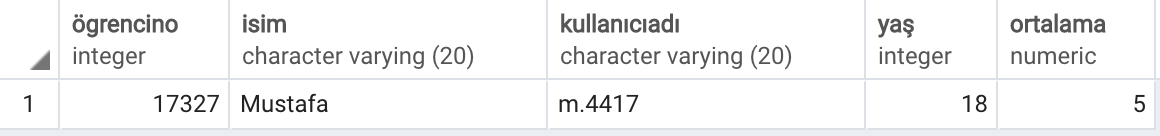 ögrencino isim kullanıcıadı yaş ortalama
integer character varying (20) character varying (20) integer numeric
1 17327 Mustafa m.4417 18 5